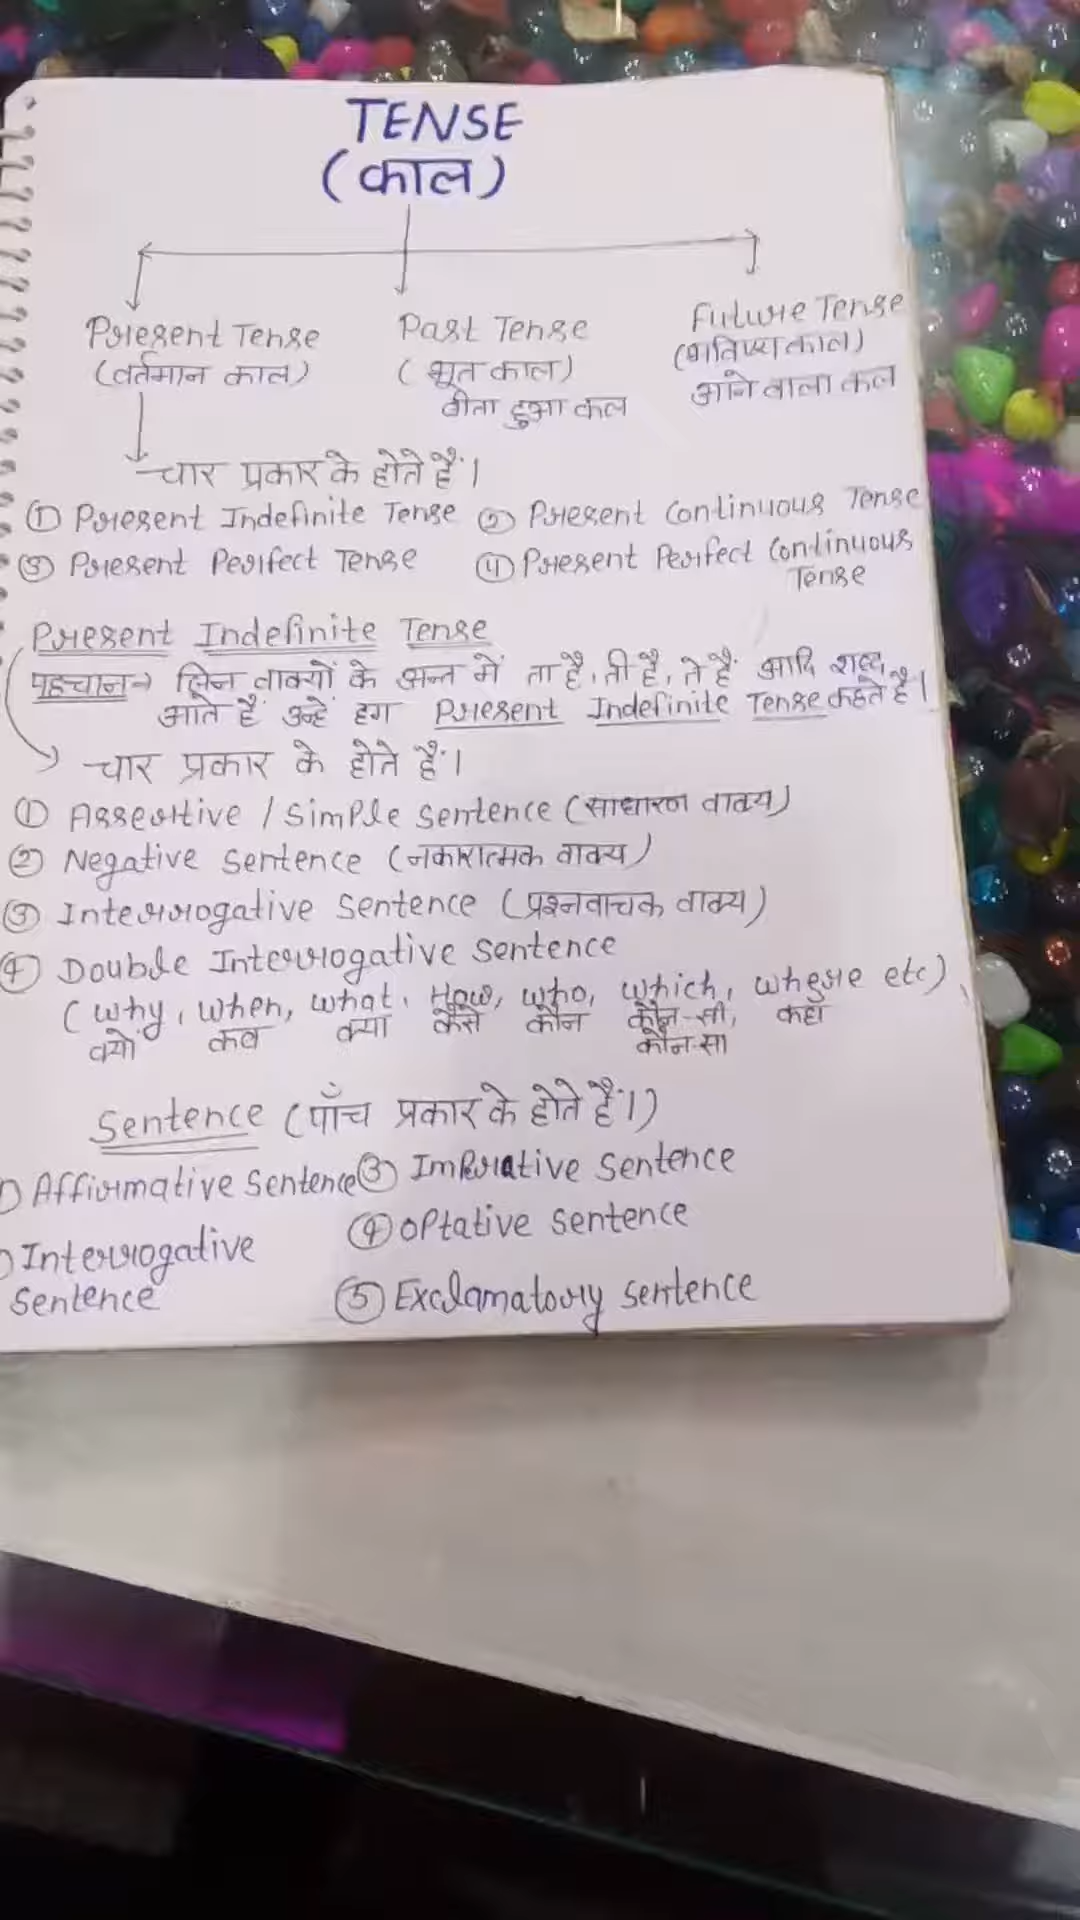 TENSE
(काल)
Present Tense Past Tense Future Tense
(वर्तमान काल) (भूत काल) (भविष्यकाल)
बीता हुआ कल आने वाला कल
चार प्रकार के होते हैं।
① Present Indefinite Tense ② Present Continuous Tense
③ Present Perfect Tense ④ Present Perfect Continuous
Tense
Present Indefinite Tense
पहचान→ जिन वाक्यों के अन्त में ता है, ती है, ते हैं आदि शब्द
आते हैं उन्हें हम Present Indefinite Tense कहते हैं।
चार प्रकार के होते हैं।
① Assertive / Simple Sentence (साधारण वाक्य)
② Negative Sentence (नकारात्मक वाक्य)
③ Interrogative Sentence (प्रश्नवाचक वाक्य)
④ Double Interrogative Sentence
(Why, When, What, How, Who, Which, Where etc)
क्यों कब क्या कैसे कौन कौन-सी, कहाँ
कौन-सा
Sentence (पाँच प्रकार के होते हैं।)
Affirmative Sentence ③ Imperative Sentence
④ Optative Sentence
Interrogative
Sentence
⑤ Exclamatory Sentence